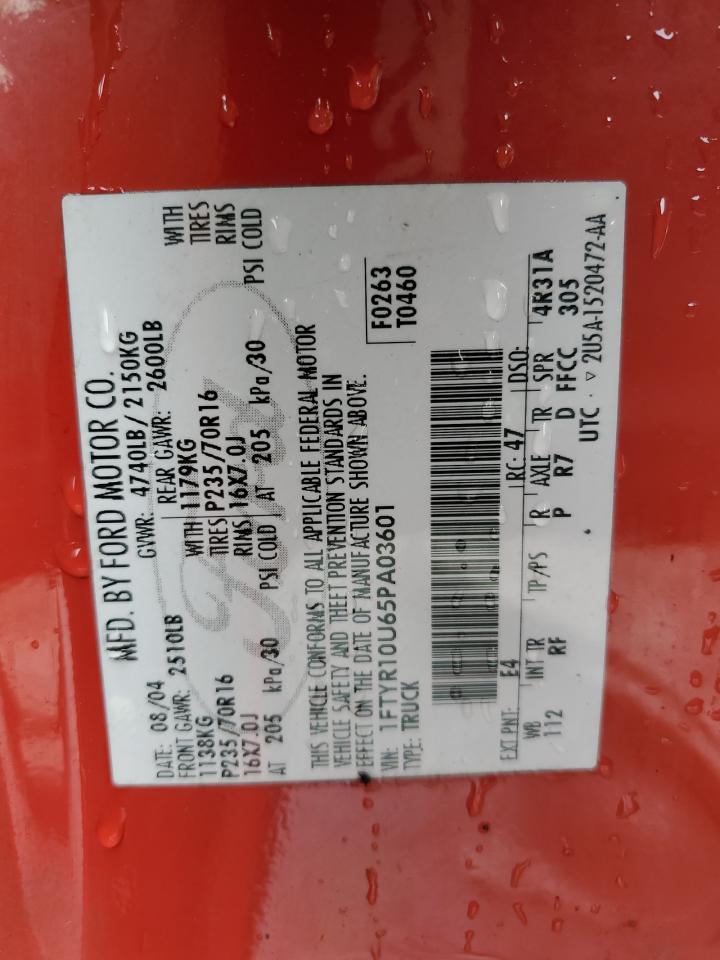 MFD. BY FORD MOTOR CO.
DATE: 08/04 GVWR: 4740LB/2150KG
FRONT GAWR: 2510LB REAR GAWR: 2600LB
1138KG WITH 1179KG WITH
P235/70R16 TIRES P235/70R16 TIRES
16X7.0J RIMS 16X7.0J RIMS
AT 205 kPa/30 PSI COLD AT 205 kPa/30 PSI COLD
THIS VEHICLE CONFORMS TO ALL APPLICABLE FEDERAL MOTOR
VEHICLE SAFETY AND THEFT PREVENTION STANDARDS IN
EFFECT ON THE DATE OF MANUFACTURE SHOWN ABOVE.
VIN: 1FTYR10U65PA03601 F0263
TYPE: TRUCK T0460
Ford
EXT PNT: E4 RC: 47 DSO:
WB INT TR TP/PS R AXLE TR SPR 4R31A
112 RF P R7 D FFCC 305
UTC ▽ 2U5A-1520472-AA